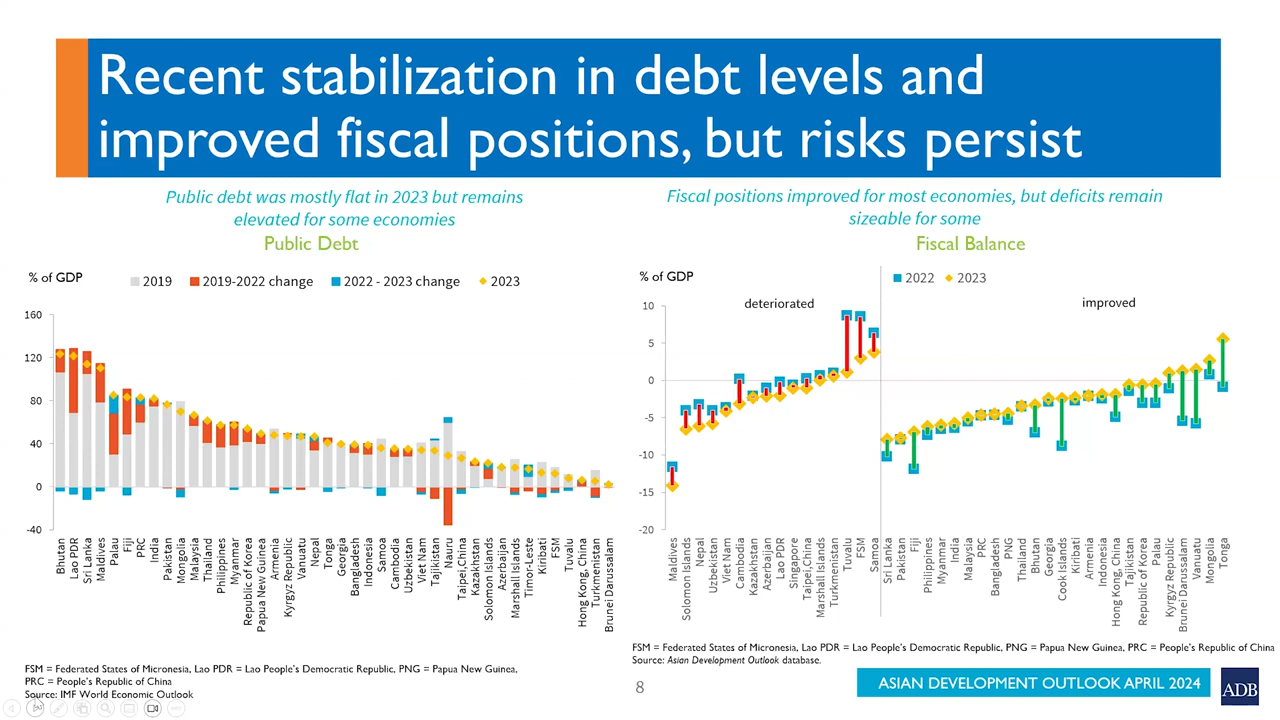 Recent stabilization in debt levels and
improved fiscal positions, but risks persist
Public debt was mostly flat in 2023 but remains
elevated for some economies
Public Debt
% of GDP
2019
2019-2022 change
2022 - 2023 change
2023
160
120
80
40
0
-40
Bhutan
Lao PDR
Sri Lanka
Maldives
Palau
Fiji
PRC
India
Pakistan
Mongolia
Malaysia
Thailand
Philippines
Myanmar
Republic of Korea
Papua New Guinea
Armenia
Kyrgyz Republic
Vanuatu
Nepal
Tonga
Georgia
Bangladesh
Indonesia
Samoa
Cambodia
Uzbekistan
Viet Nam
Tajikistan
Nauru
Taipei,China
Kazakhstan
Solomon Islands
Azerbaijan
Marshall Islands
Timor-Leste
Kiribati
FSM
Tuvalu
Hong Kong, China
Turkmenistan
Brunei Darussalam
FSM = Federated States of Micronesia, Lao PDR = Lao People's Democratic Republic, PNG = Papua New Guinea,
PRC = People's Republic of China
Source: IMF World Economic Outlook
Fiscal positions improved for most economies, but deficits remain
sizeable for some
Fiscal Balance
% of GDP
2022
2023
deteriorated
improved
10
5
0
-5
-10
-15
-20
Maldives
Solomon Islands
Nepal
Uzbekistan
Viet Nam
Cambodia
Kazakhstan
Azerbaijan
Lao PDR
Singapore
Taipei,China
Marshall Islands
Turkmenistan
Tuvalu
FSM
Samoa
Sri Lanka
Pakistan
Fiji
Philippines
Myanmar
India
Malaysia
PRC
Bangladesh
PNG
Thailand
Bhutan
Georgia
Cook Islands
Kiribati
Armenia
Indonesia
Hong Kong, China
Tajikistan
Republic of Korea
Palau
Kyrgyz Republic
Brunei Darussalam
Vanuatu
Mongolia
Tonga
FSM = Federated States of Micronesia, Lao PDR = Lao People's Democratic Republic, PNG = Papua New Guinea, PRC = People's Republic of China
Source: Asian Development Outlook database.
8
ASIAN DEVELOPMENT OUTLOOK APRIL 2024
ADB